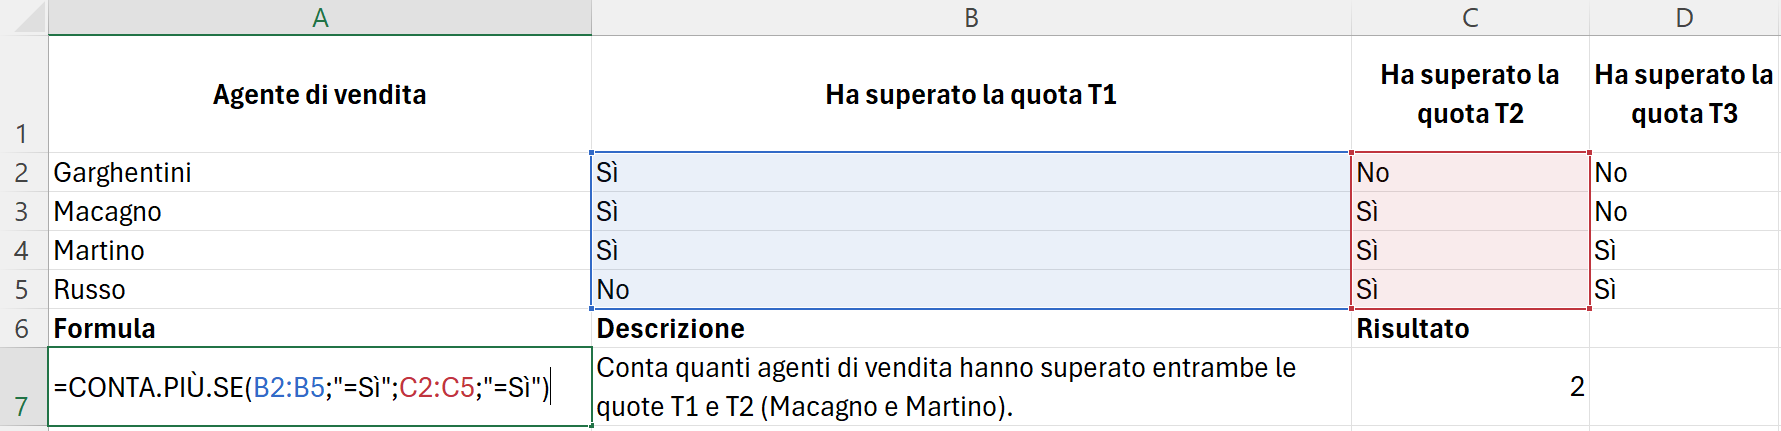 A B C D
1 Agente di vendita Ha superato la quota T1 Ha superato la quota T2 Ha superato la quota T3
2 Garghentini Sì No No
3 Macagno Sì Sì No
4 Martino Sì Sì Sì
5 Russo No Sì Sì
6 Formula Descrizione Risultato
7 =CONTA.PIÙ.SE(B2:B5;"=Sì";C2:C5;"=Sì") Conta quanti agenti di vendita hanno superato entrambe le quote T1 e T2 (Macagno e Martino). 2